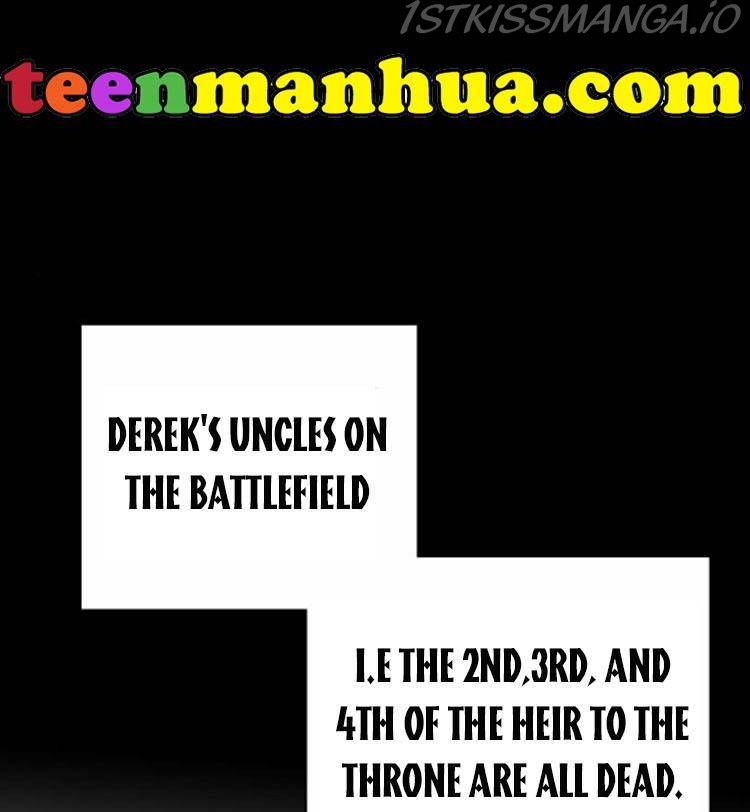 1STKISSMANGA.iO
teenmanhua.com
DEREK'S UNCLES ON
THE BATTLEFIELD
I.E THE 2ND,3RD, AND
4TH OF THE HEIR TO THE
THRONE ARE ALL DEAD.